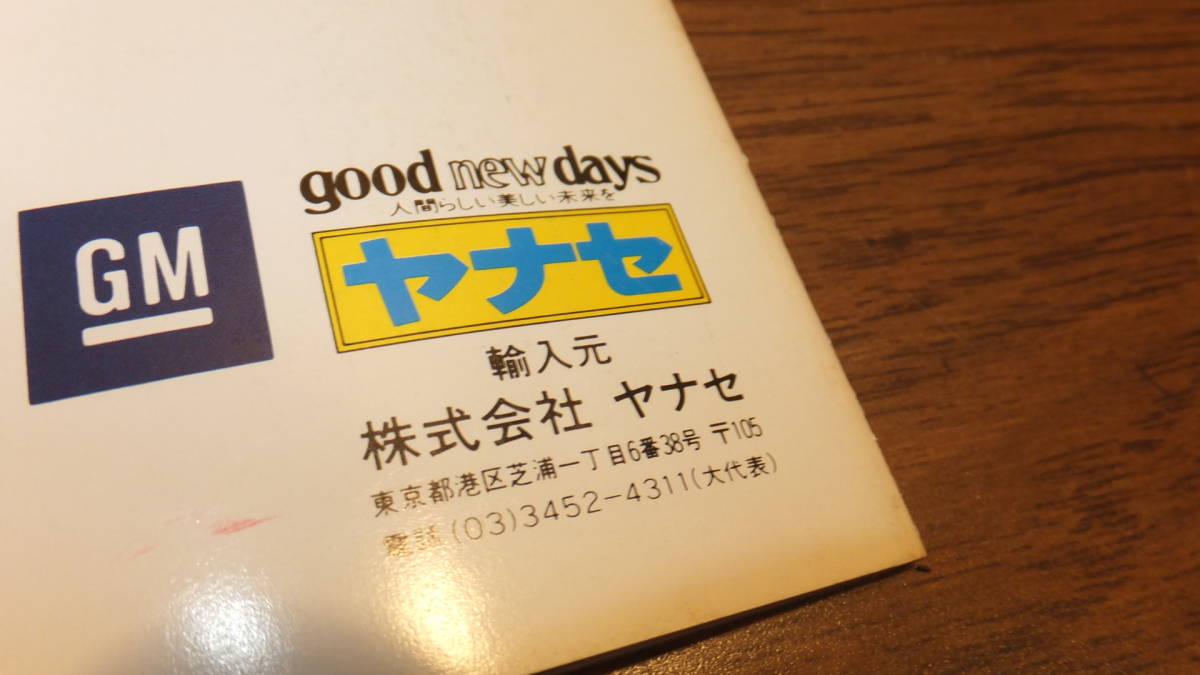 GM
good new days
人間らしい美しい未来を
ヤナセ
輸入元
株式会社 ヤナセ
東京都港区芝浦一丁目6番38号 〒105
電話 (03)3452-4311(大代表)